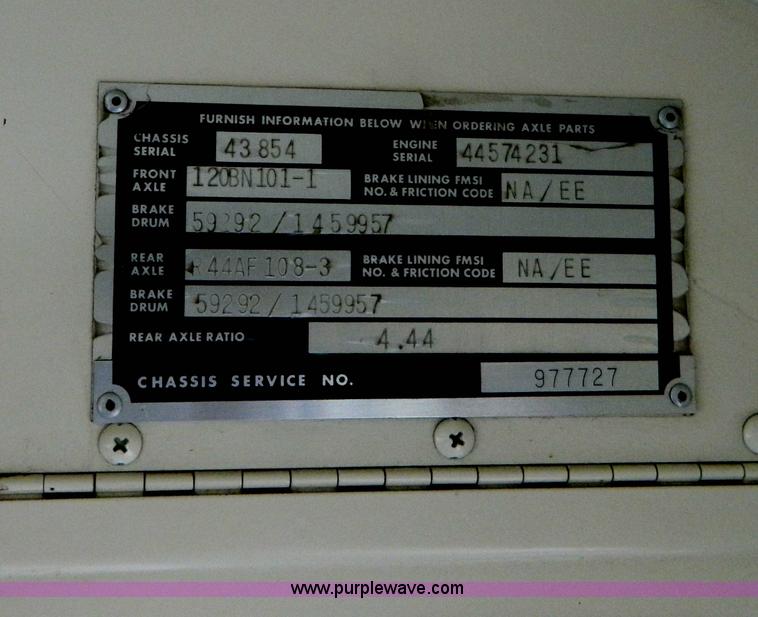 FURNISH INFORMATION BELOW WHEN ORDERING AXLE PARTS
CHASSIS SERIAL 43854 ENGINE SERIAL 44574231
FRONT AXLE 120BN101-1 BRAKE LINING FMSI NO. & FRICTION CODE NA/EE
BRAKE DRUM 59292/1459957
REAR AXLE R44AF108-3 BRAKE LINING FMSI NO. & FRICTION CODE NA/EE
BRAKE DRUM 59292/1459957
REAR AXLE RATIO 4.44
CHASSIS SERVICE NO. 977727
www.purplewave.com